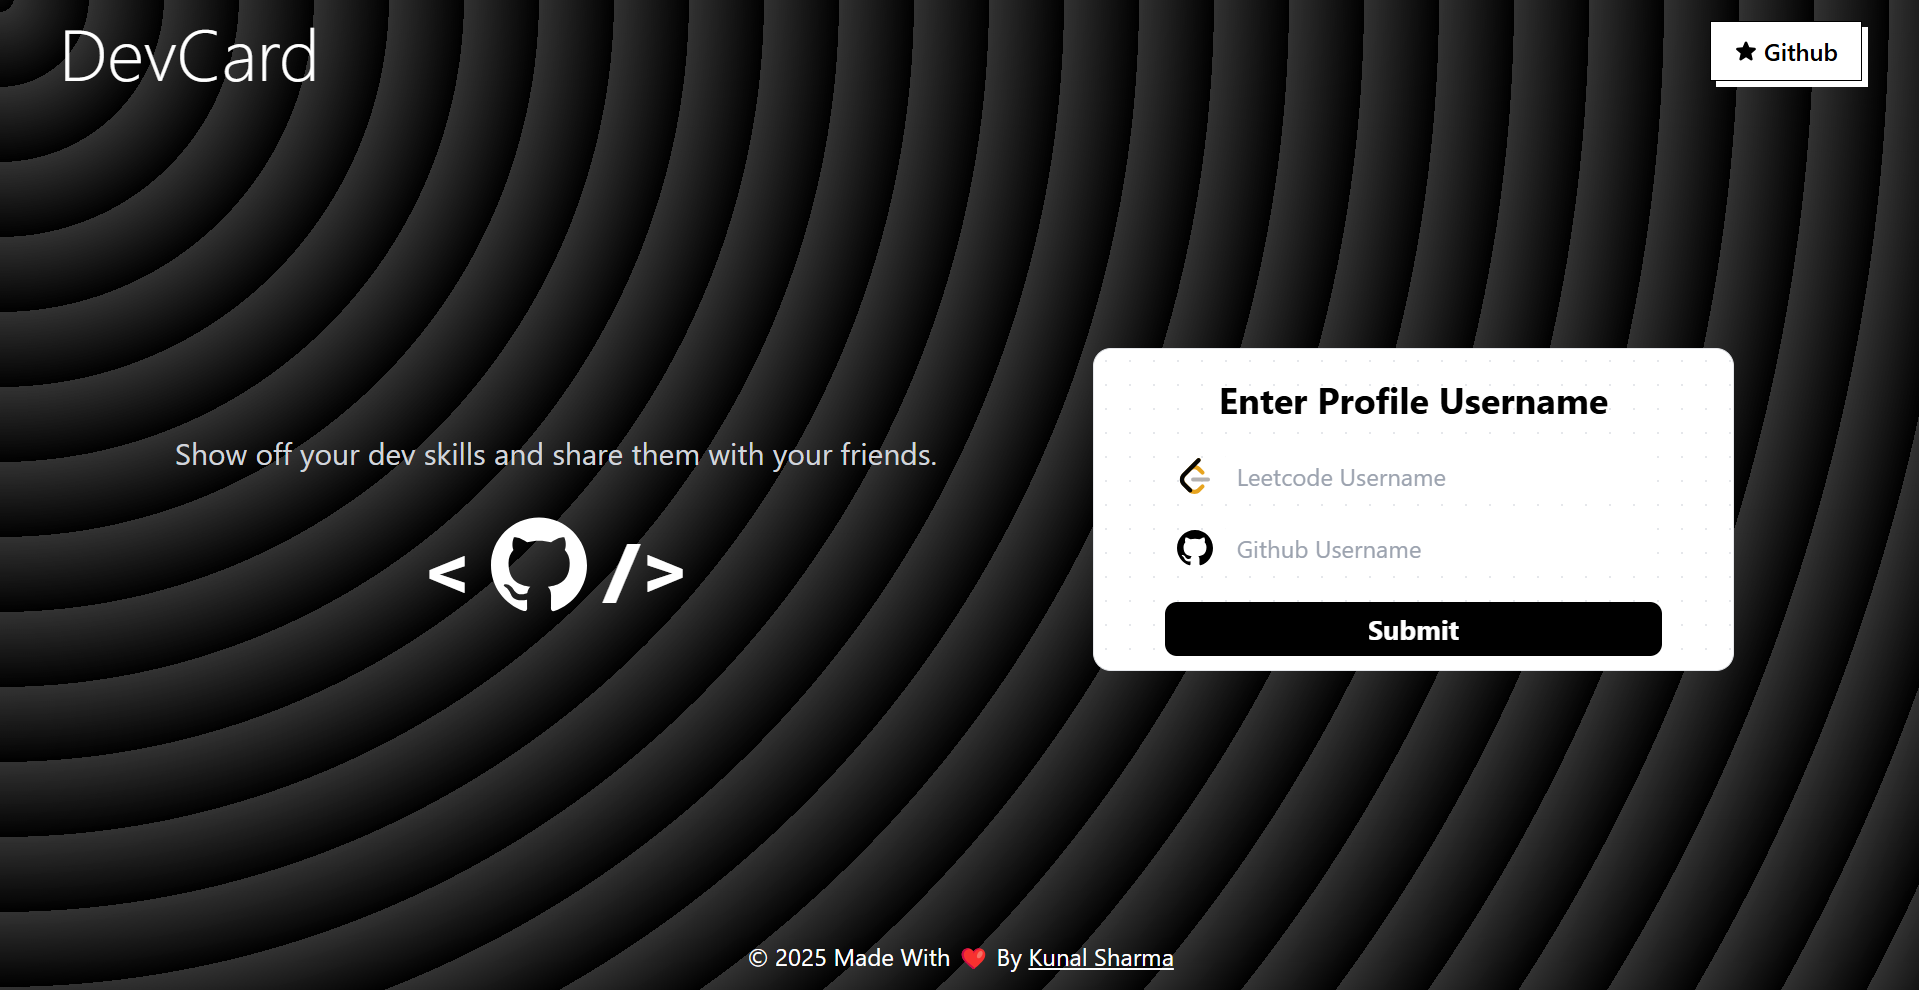 DevCard
★ Github
Show off your dev skills and share them with your friends.
< />
Enter Profile Username
Leetcode Username
Github Username
Submit
© 2025 Made With ❤️ By Kunal Sharma